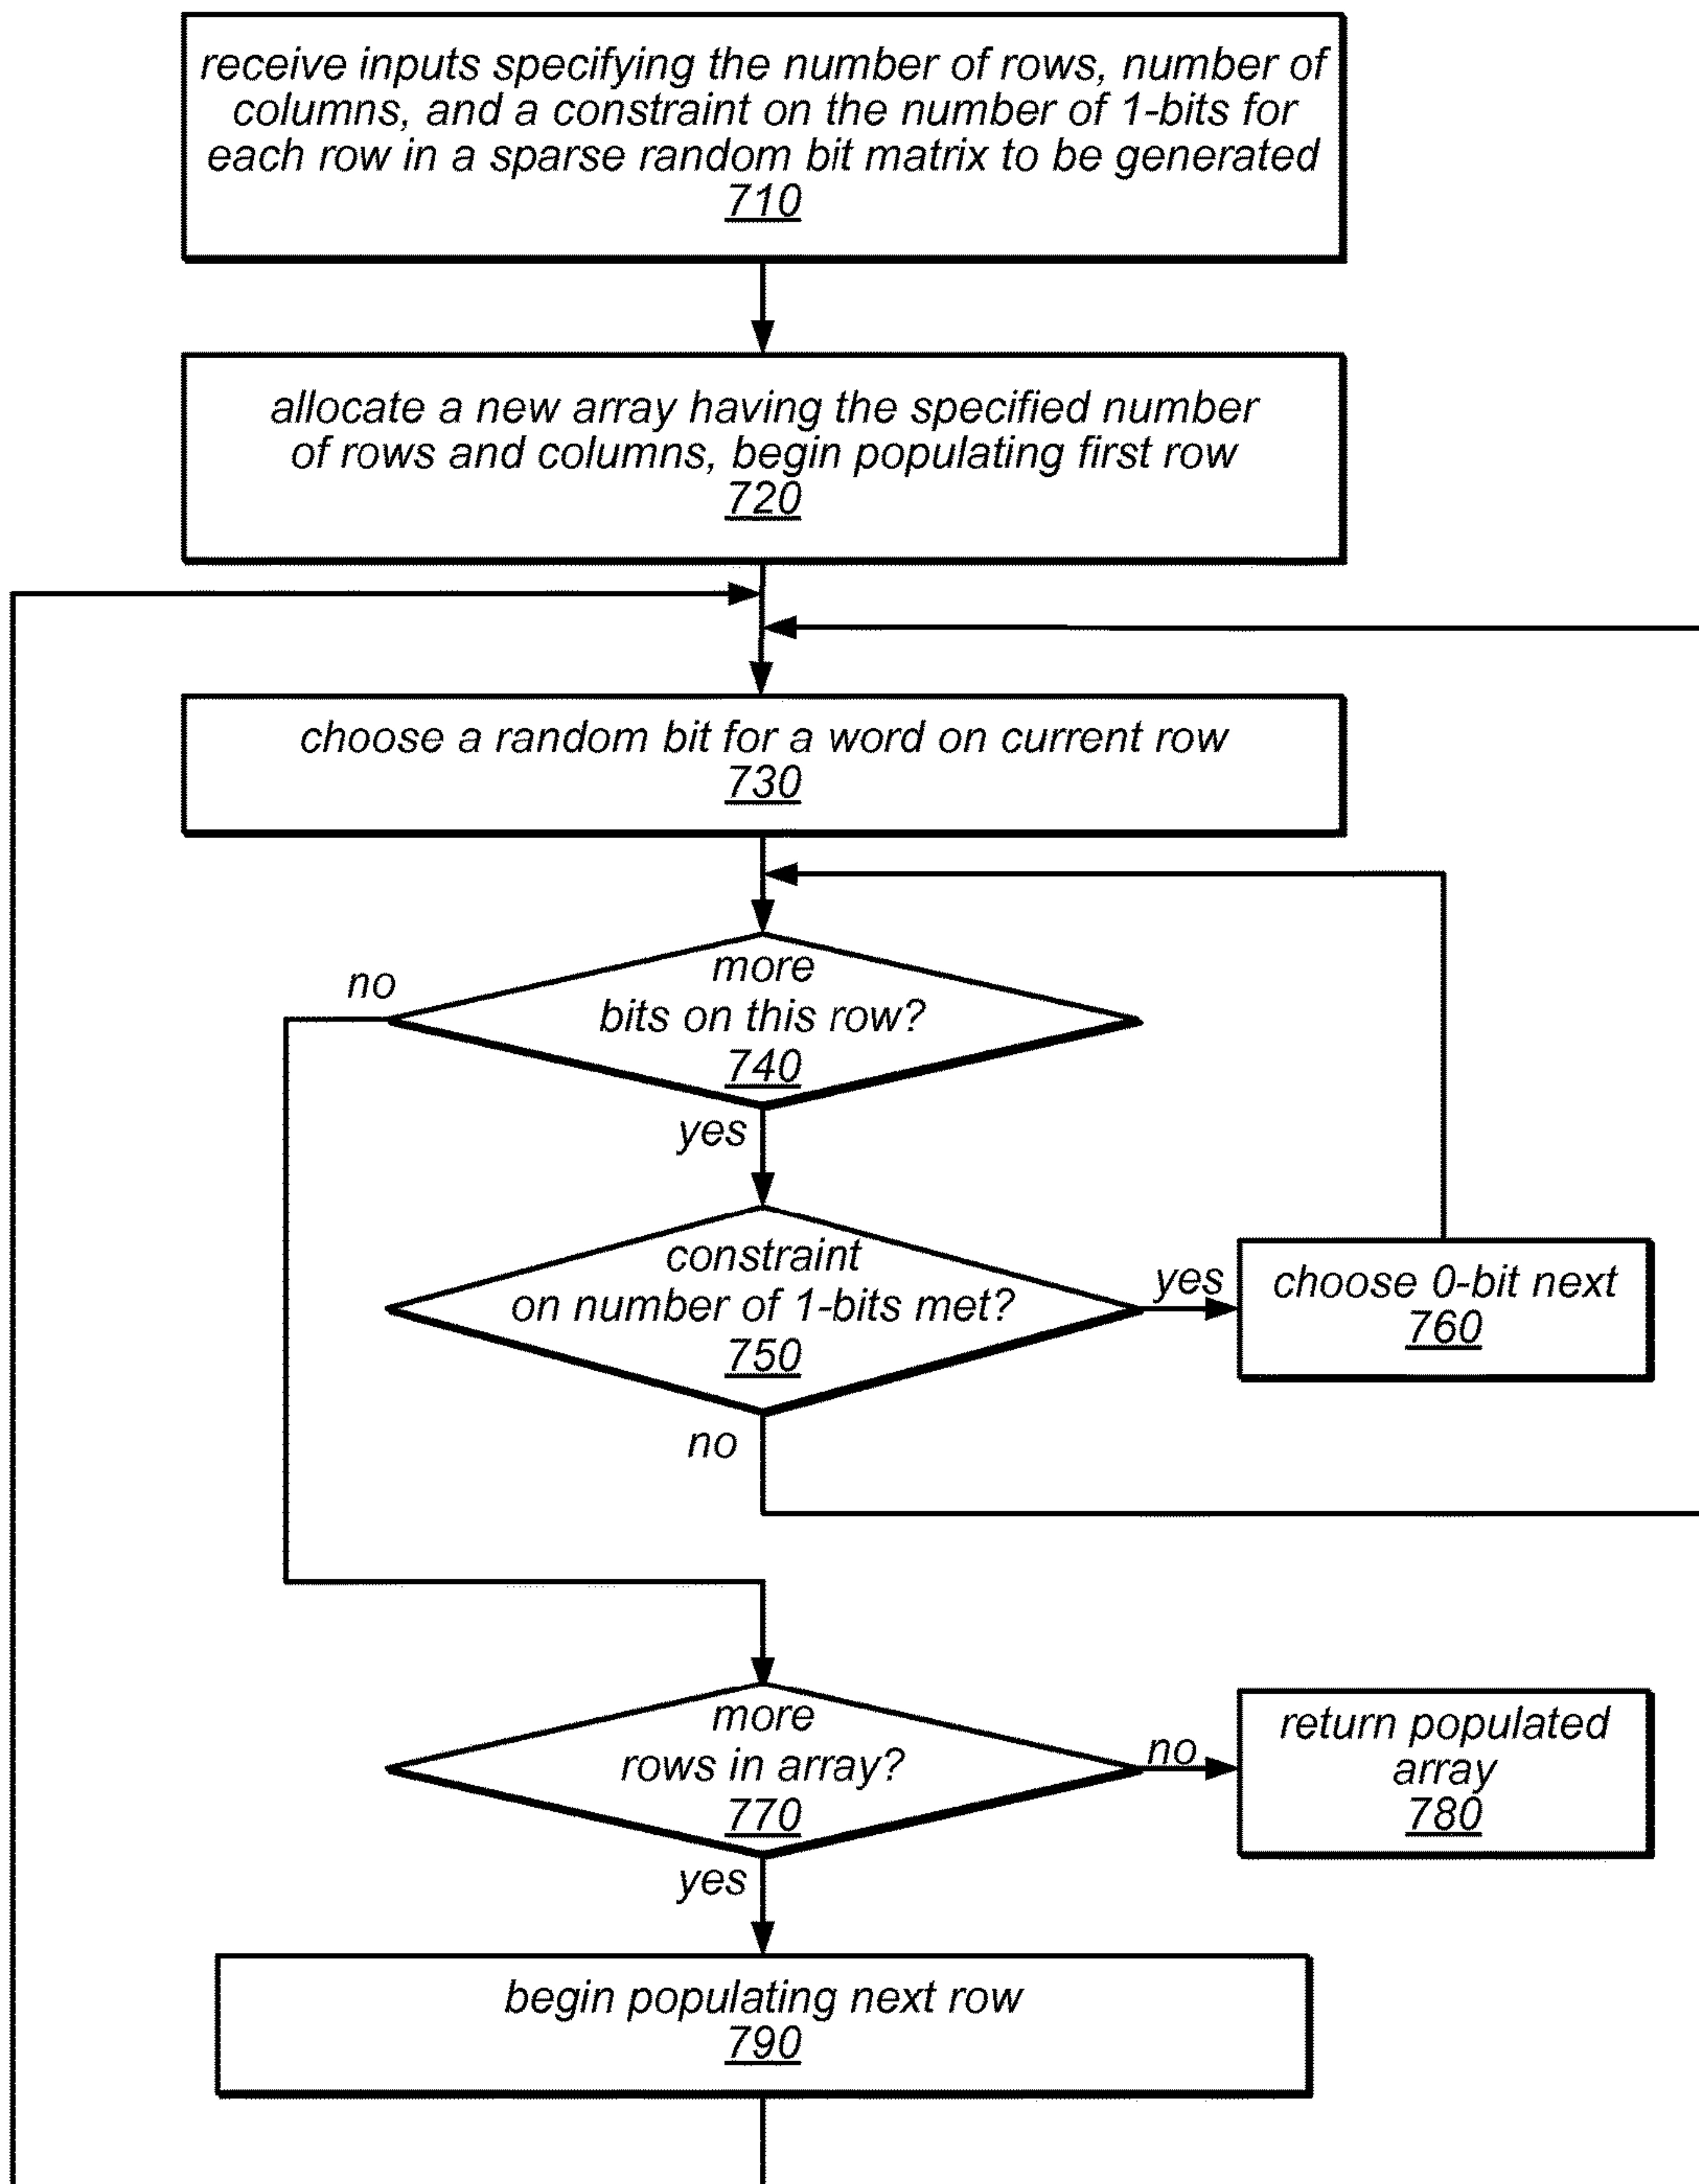 receive inputs specifying the number of rows, number of
columns, and a constraint on the number of 1-bits for
each row in a sparse random bit matrix to be generated
710
allocate a new array having the specified number
of rows and columns, begin populating first row
720
choose a random bit for a word on current row
730
no
more
bits on this row?
740
yes
constraint
on number of 1-bits met?
750
yes
choose 0-bit next
760
no
more
rows in array?
770
no
return populated
array
780
yes
begin populating next row
790